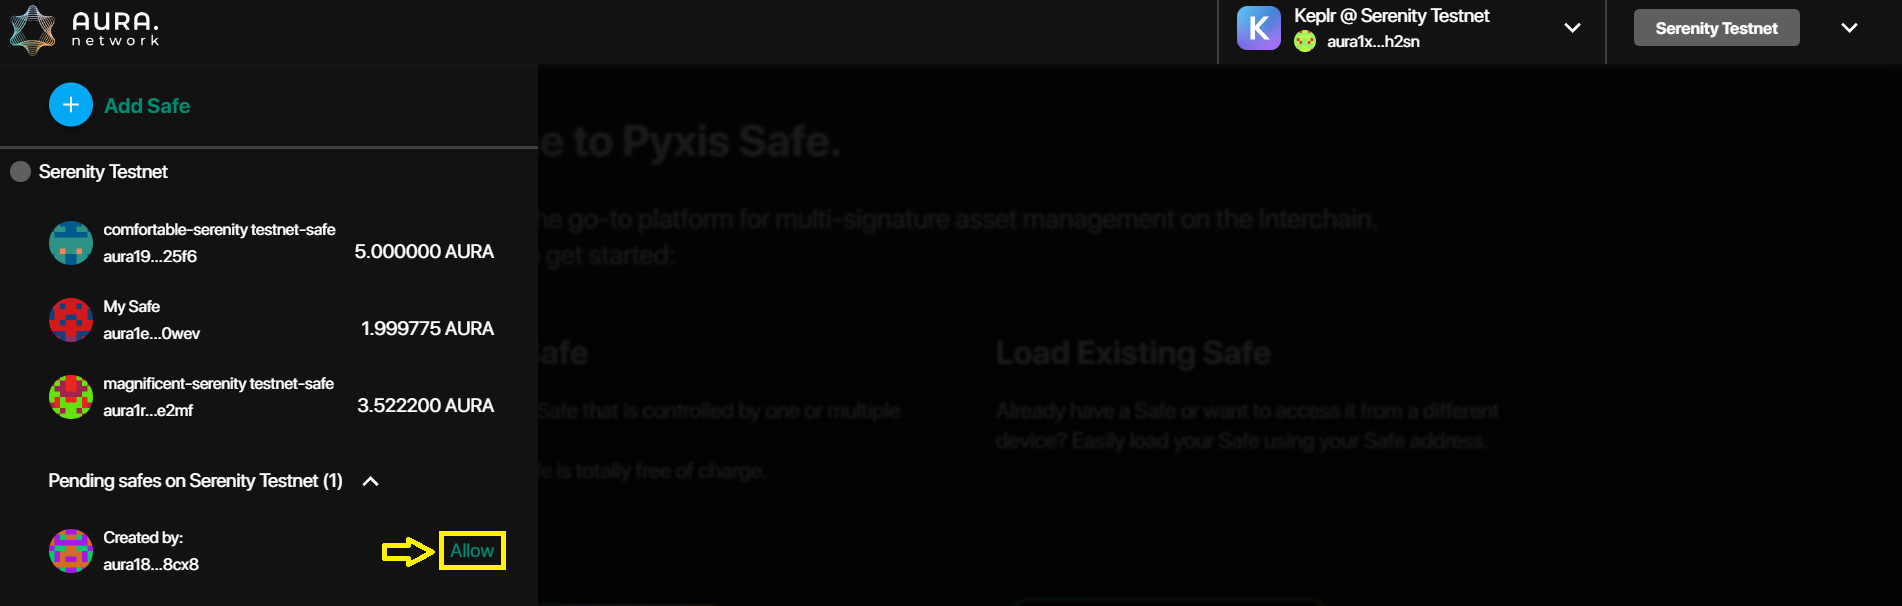 AURA.
network
K
Keplr @ Serenity Testnet
aura1x...h2sn
Serenity Testnet
+ Add Safe
Serenity Testnet
comfortable-serenity testnet-safe
aura19...25f6
5.000000 AURA
My Safe
aura1e...0wev
1.999775 AURA
magnificent-serenity testnet-safe
aura1r...e2mf
3.522200 AURA
Pending safes on Serenity Testnet (1)
Created by:
aura18...8cx8
Allow
e to Pyxis Safe.
he go-to platform for multi-signature asset management on the Interchain.
get started:
Safe
Safe that is controlled by one or multiple
fe is totally free of charge.
Load Existing Safe
Already have a Safe or want to access it from a different
device? Easily load your Safe using your Safe address.